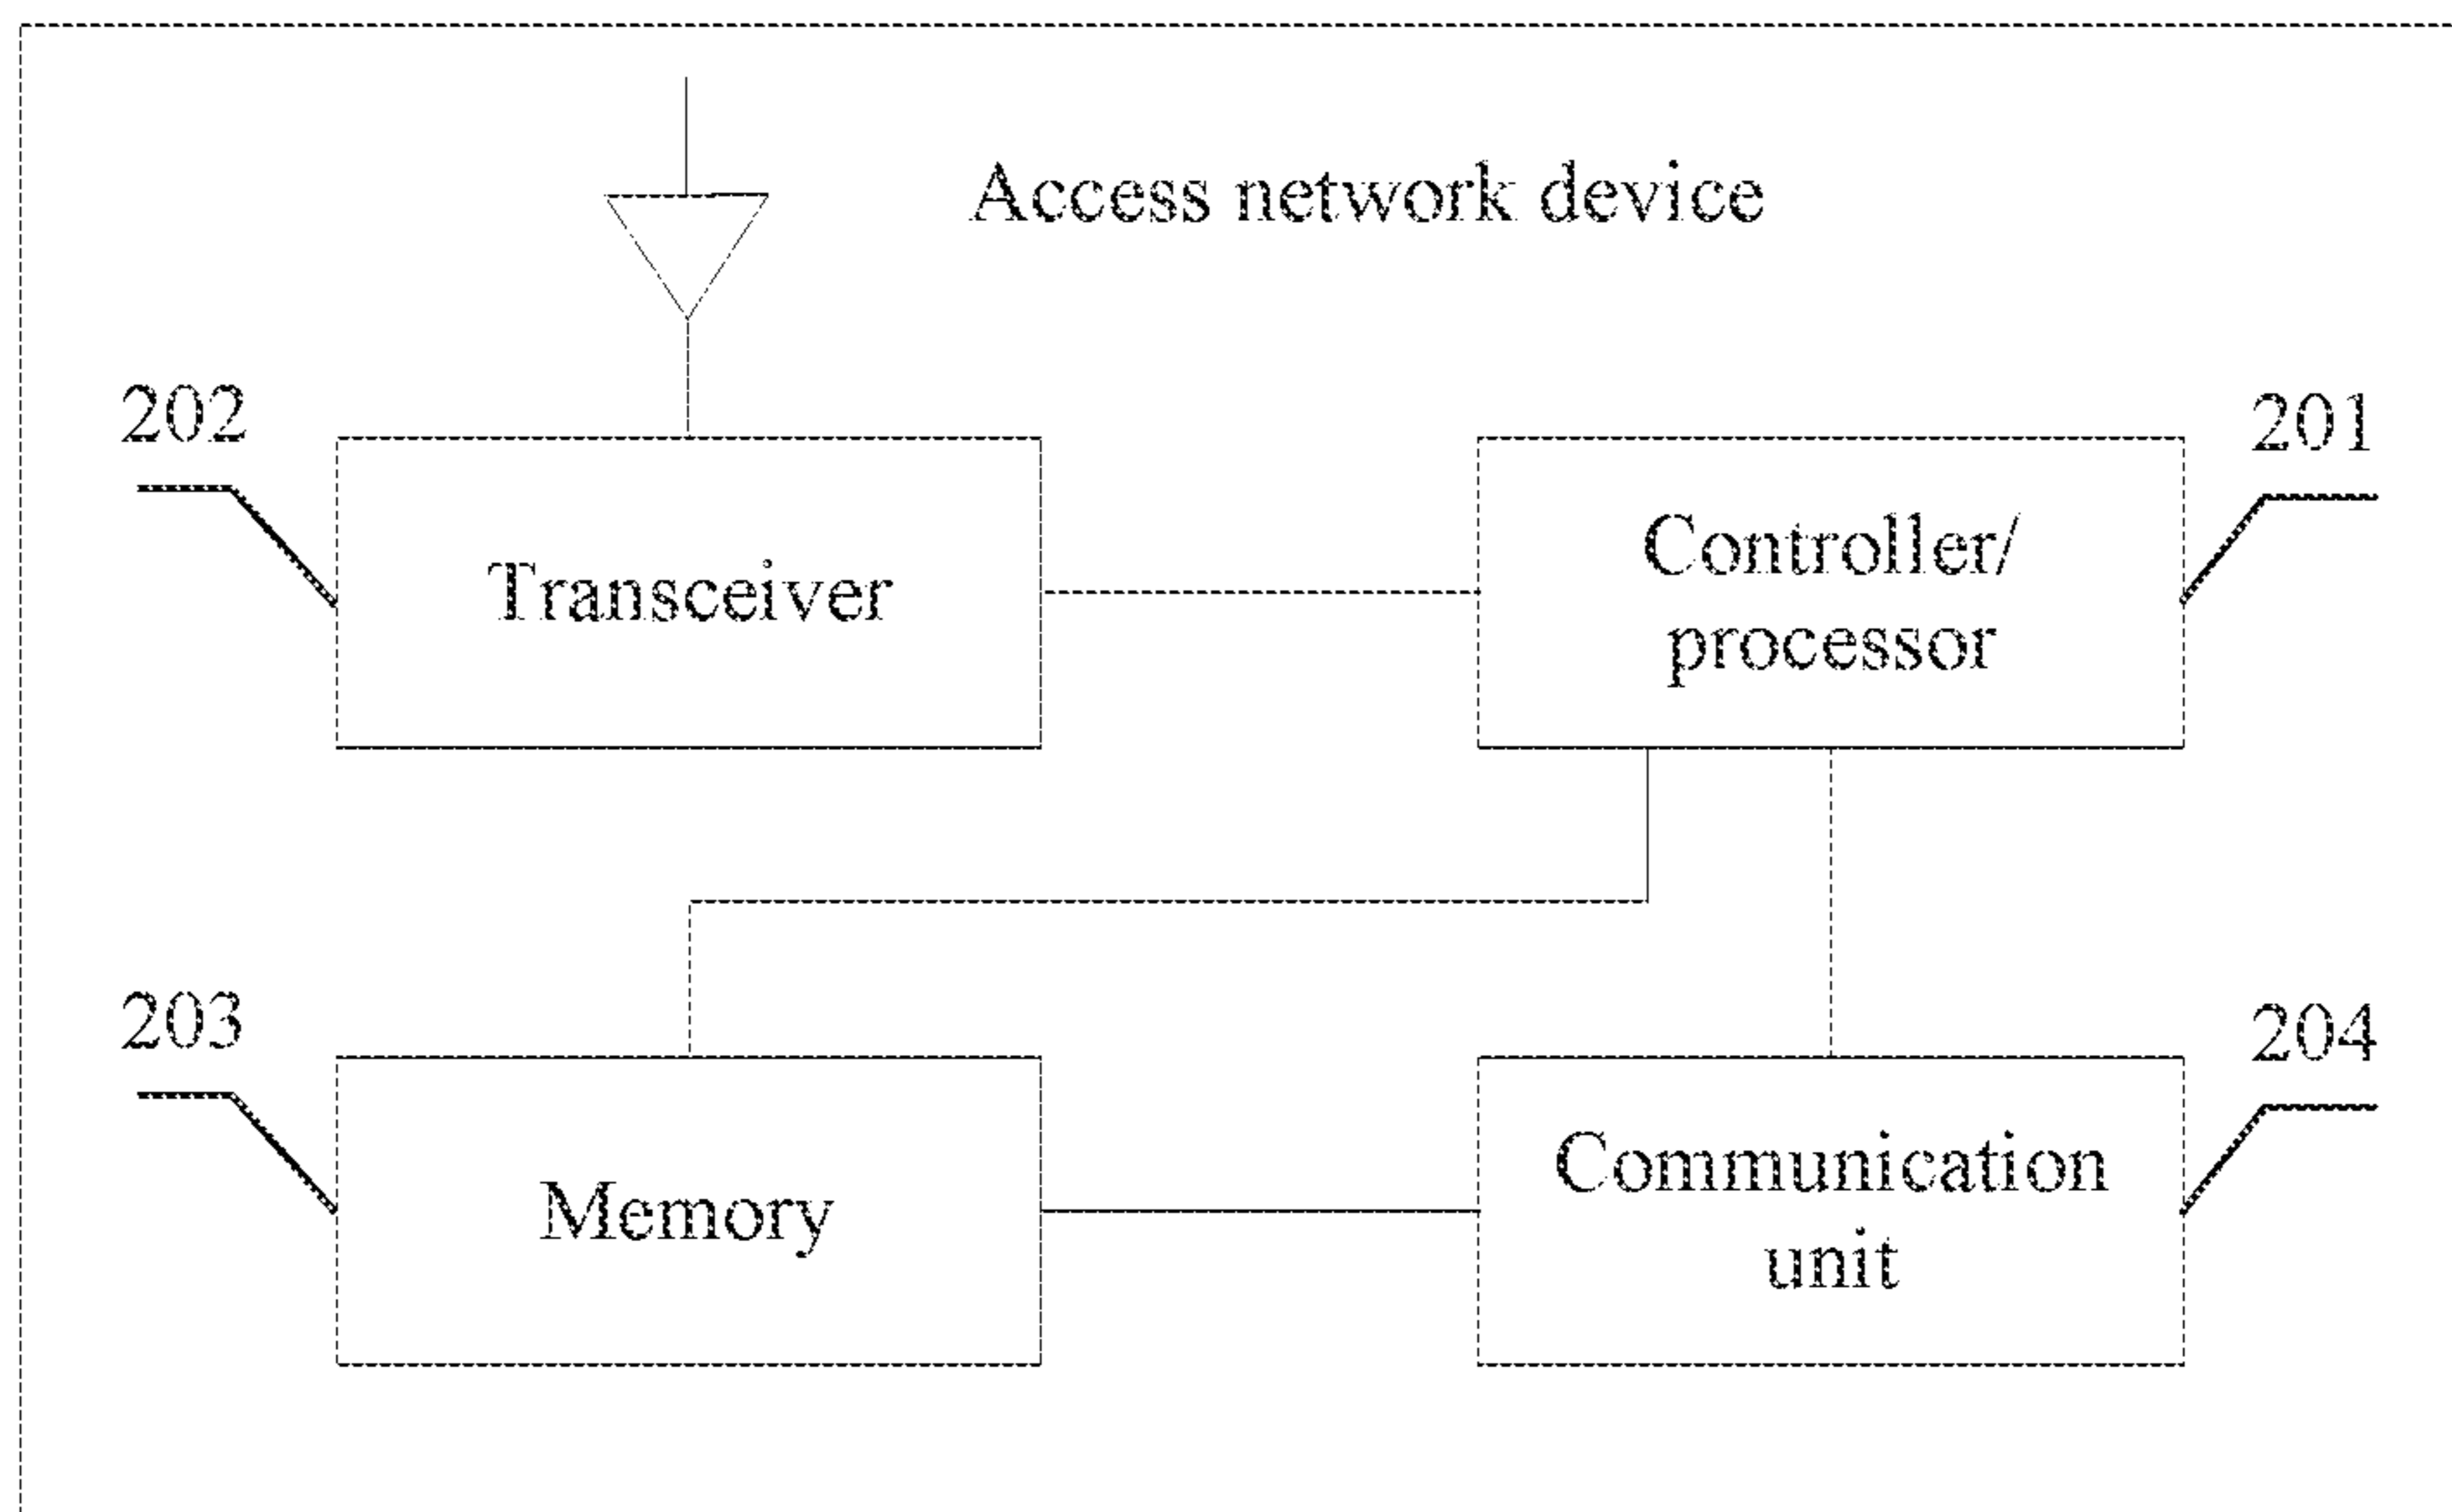 Access network device
202
201
Transceiver
Controller/
processor
203
204
Memory
Communication
unit